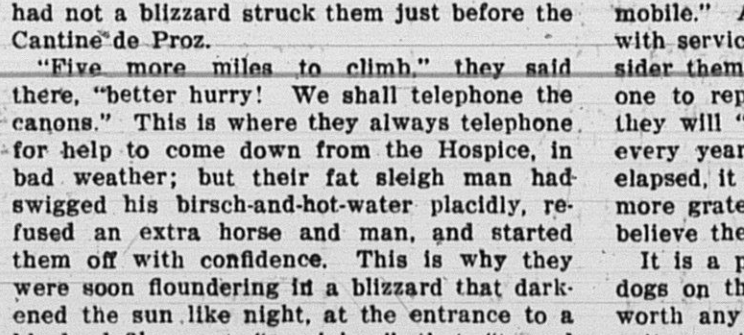 had not a blizzard struck them just before the
Cantine de Proz.
"Five more miles to climb," they said
there, "better hurry! We shall telephone the
canons." This is where they always telephone
for help to come down from the Hospice, in
bad weather; but their fat sleigh man had
swigged his birsch-and-hot-water placidly, re-
fused an extra horse and man, and started
them off with confidence. This is why they
were soon floundering in a blizzard that dark-
ened the sun like night, at the entrance to a
mobile."
with servic
sider them
one to rep
they will "
every year
elapsed, it
more grate
believe the
It is a p
dogs on th
worth any